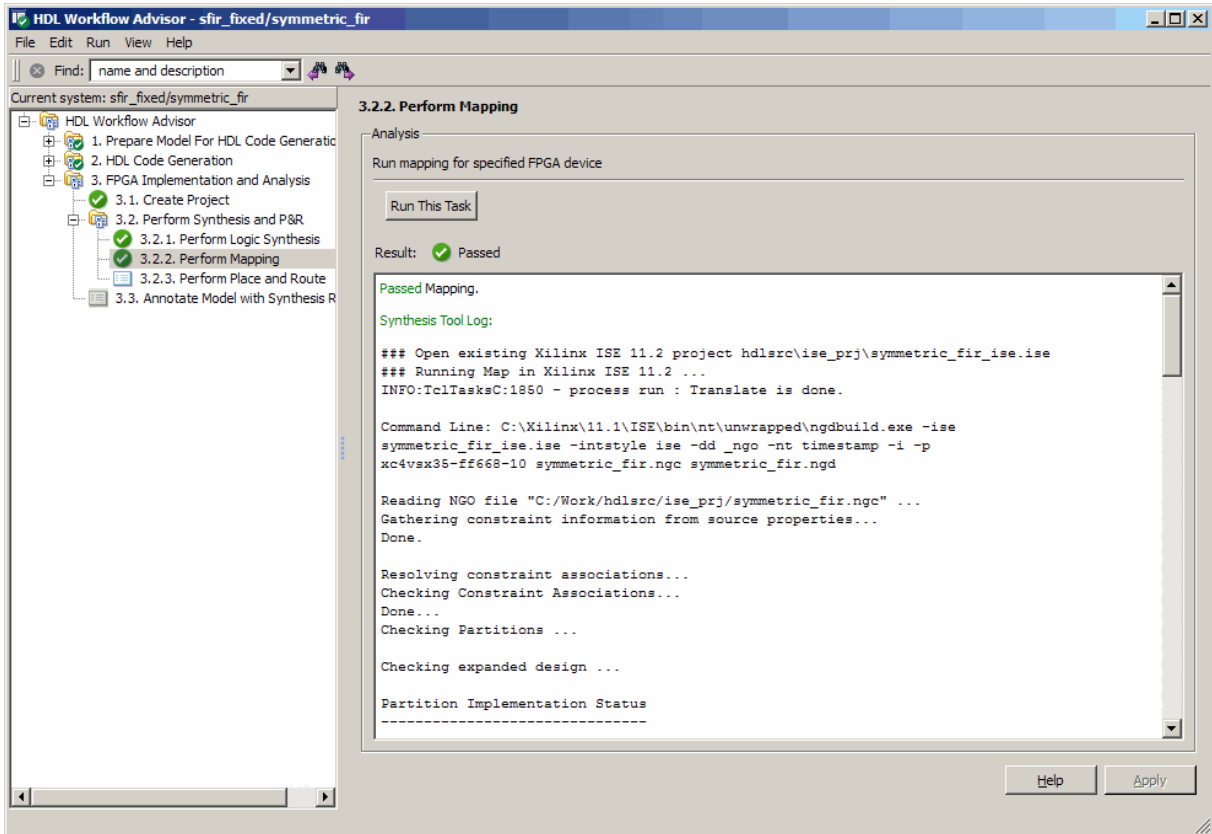 HDL Workflow Advisor - sfir_fixed/symmetric_fir
File Edit Run View Help
Find: name and description
Current system: sfir_fixed/symmetric_fir
HDL Workflow Advisor
1. Prepare Model For HDL Code Generatic
2. HDL Code Generation
3. FPGA Implementation and Analysis
3.1. Create Project
3.2. Perform Synthesis and P&R
3.2.1. Perform Logic Synthesis
3.2.2. Perform Mapping
3.2.3. Perform Place and Route
3.3. Annotate Model with Synthesis R
3.2.2. Perform Mapping
Analysis
Run mapping for specified FPGA device
Run This Task
Result: Passed
Passed Mapping.
Synthesis Tool Log:
### Open existing Xilinx ISE 11.2 project hdlsrc\ise_prj\symmetric_fir_ise.ise
### Running Map in Xilinx ISE 11.2 ...
INFO:TclTasksC:1850 - process run : Translate is done.
Command Line: C:\Xilinx\11.1\ISE\bin\nt\unwrapped\ngdbuild.exe -ise
symmetric_fir_ise.ise -intstyle ise -dd _ngo -nt timestamp -i -p
xc4vsx35-ff668-10 symmetric_fir.ngc symmetric_fir.ngd
Reading NGO file "C:/Work/hdlsrc/ise_prj/symmetric_fir.ngc" ...
Gathering constraint information from source properties...
Done.
Resolving constraint associations...
Checking Constraint Associations...
Done...
Checking Partitions ...
Checking expanded design ...
Partition Implementation Status
-------------------------------
Help Apply